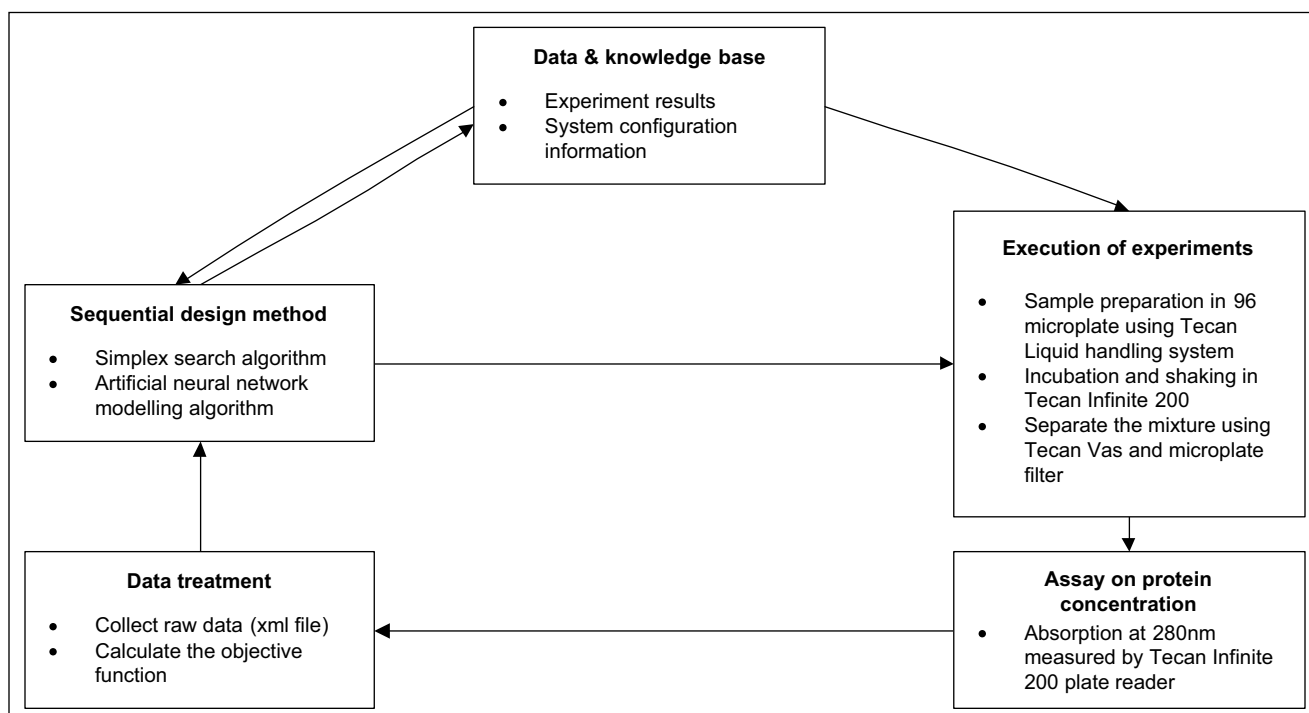 Data & knowledge base
• Experiment results
• System configuration
information
Execution of experiments
• Sample preparation in 96
microplate using Tecan
Liquid handling system
• Incubation and shaking in
Tecan Infinite 200
• Separate the mixture using
Tecan Vas and microplate
filter
Sequential design method
• Simplex search algorithm
• Artificial neural network
modelling algorithm
Data treatment
• Collect raw data (xml file)
• Calculate the objective
function
Assay on protein
concentration
• Absorption at 280nm
measured by Tecan Infinite
200 plate reader